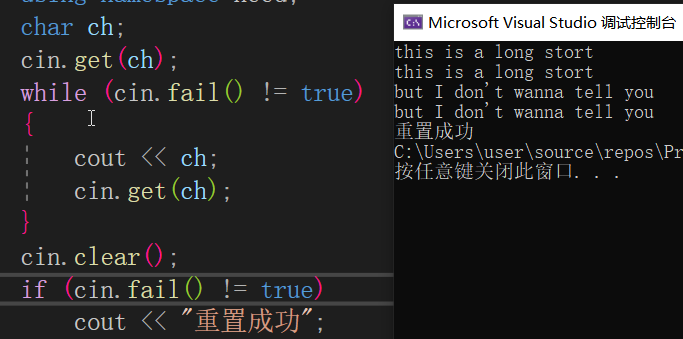 using namespace
char ch;
cin.get(ch);
while (cin.fail() != true)
{
cout << ch;
cin.get(ch);
}
cin.clear();
if (cin.fail() != true)
cout << "重置成功";
Microsoft Visual Studio 调试控制台
this is a long stort
this is a long stort
but I don't wanna tell you
but I don't wanna tell you
重置成功
C:\Users\user\source\repos\Pr
按任意键关闭此窗口. . .